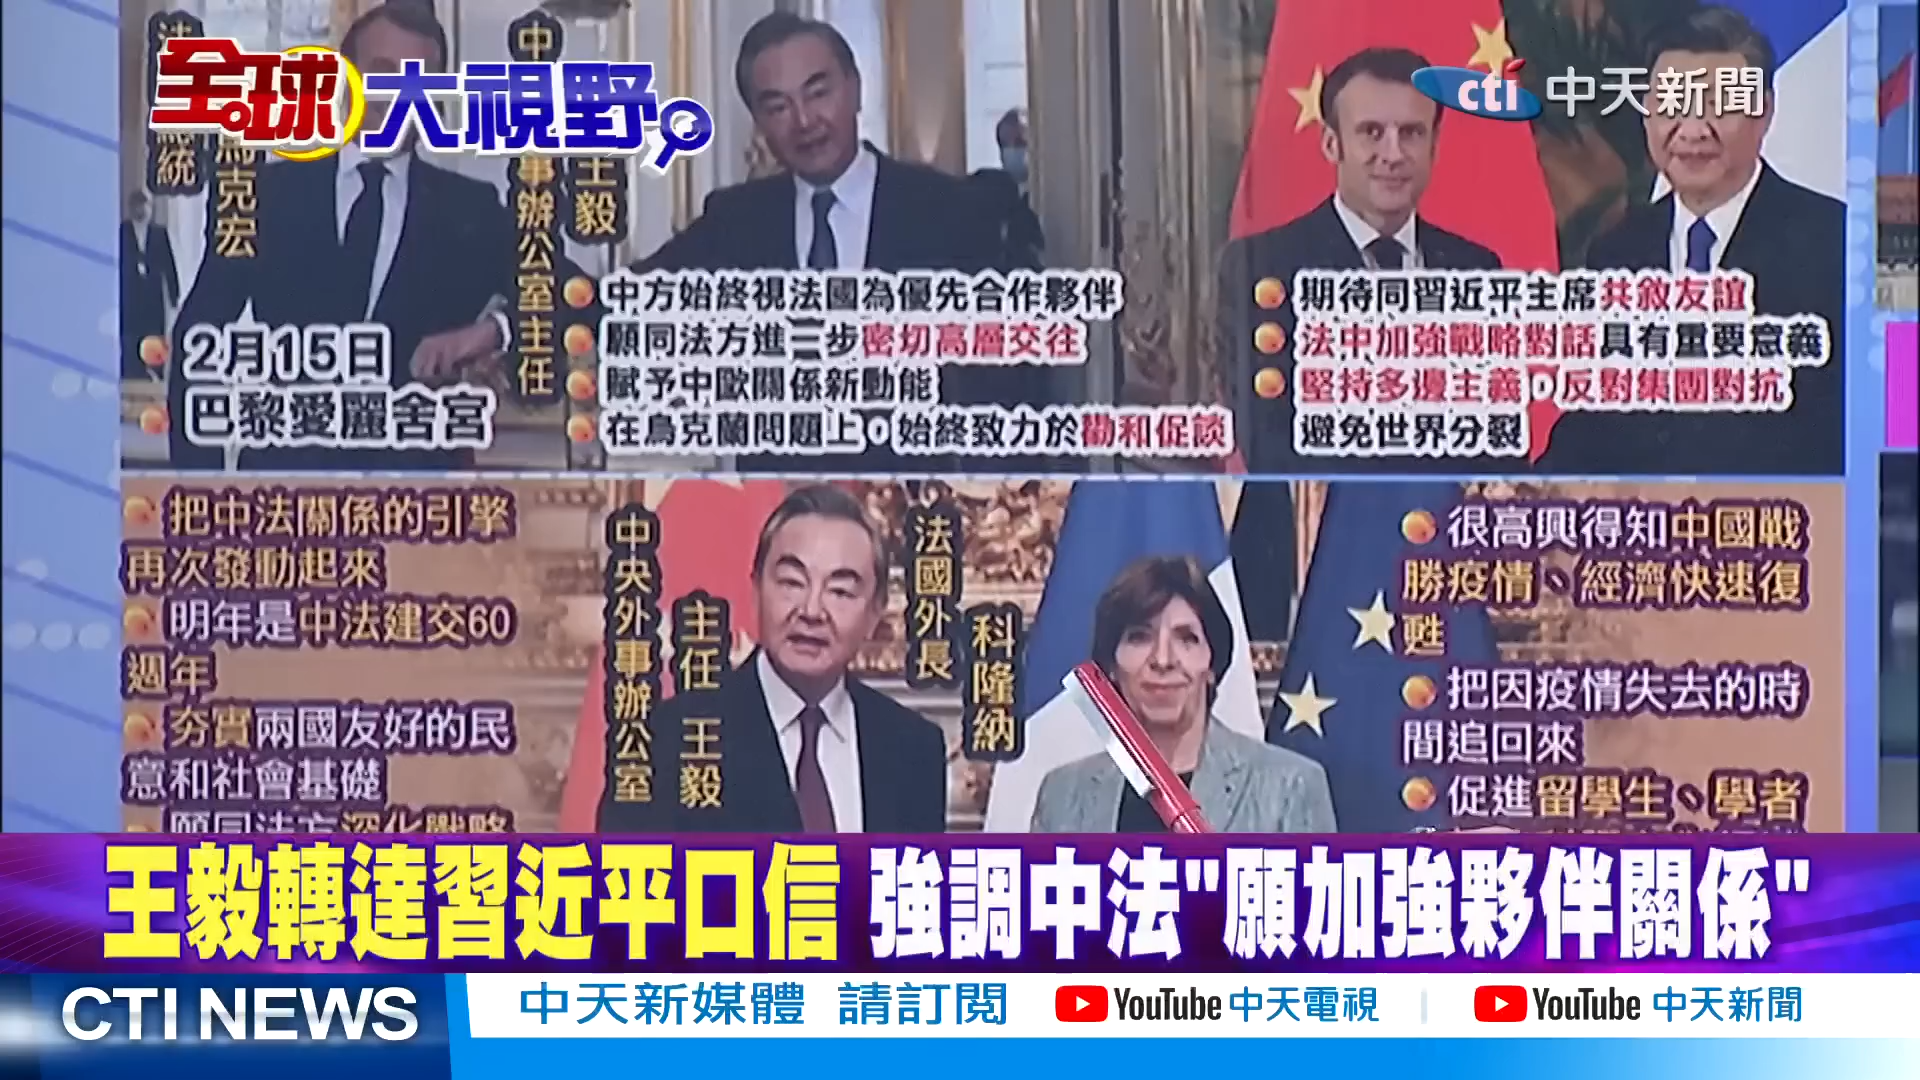 全球大視野
cti 中天新聞
馬克宏
王毅
事辦公室主任
2月15日
巴黎愛麗舍宮
中方始終視法國為優先合作夥伴
願同法方進一步密切高層交往
賦予中歐關係新動能
在烏克蘭問題上。始終致力於勸和促談
期待同習近平主席共敘友誼
法中加強戰略對話具有重要意義
堅持多邊主義。反對集團對抗
避免世界分裂
把中法關係的引擎
再次發動起來
明年是中法建交60
週年
夯實兩國友好的民
意和社會基礎
願同法方深化戰略
中央外事辦公室
主任 王毅
法國外長
科隆納
很高興得知中國戰
勝疫情、經濟快速復
甦
把因疫情失去的時
間追回來
促進留學生、學者
王毅轉達習近平口信 強調中法"願加強夥伴關係"
CTI NEWS
中天新媒體 請訂閱
YouTube 中天電視
YouTube 中天新聞